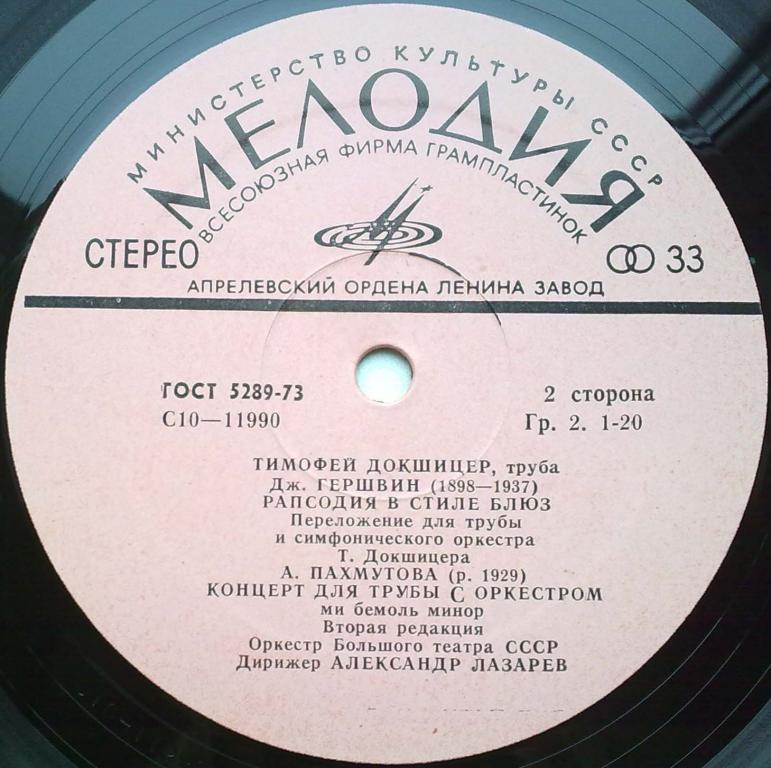 МИНИСТЕРСТВО КУЛЬТУРЫ СССР
МЕЛОДИЯ
ВСЕСОЮЗНАЯ ФИРМА ГРАМПЛАСТИНОК
СТЕРЕО
33
АПРЕЛЕВСКИЙ ОРДЕНА ЛЕНИНА ЗАВОД
ГОСТ 5289-73
2 сторона
С10—11990
Гр. 2. 1-20
ТИМОФЕЙ ДОКШИЦЕР, труба
Дж. ГЕРШВИН (1898—1937)
РАПСОДИЯ В СТИЛЕ БЛЮЗ
Переложение для трубы
и симфонического оркестра
Т. Докшицера
А. ПАХМУТОВА (р. 1929)
КОНЦЕРТ ДЛЯ ТРУБЫ С ОРКЕСТРОМ
ми бемоль минор
Вторая редакция
Оркестр Большого театра СССР
Дирижер АЛЕКСАНДР ЛАЗАРЕВ